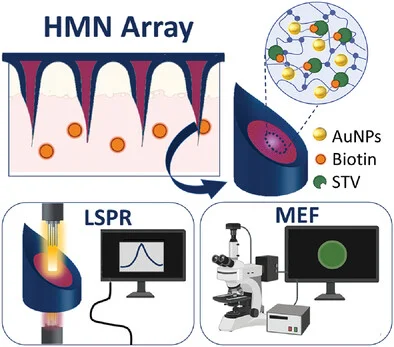 HMN Array
AuNPs
Biotin
STV
LSPR
MEF